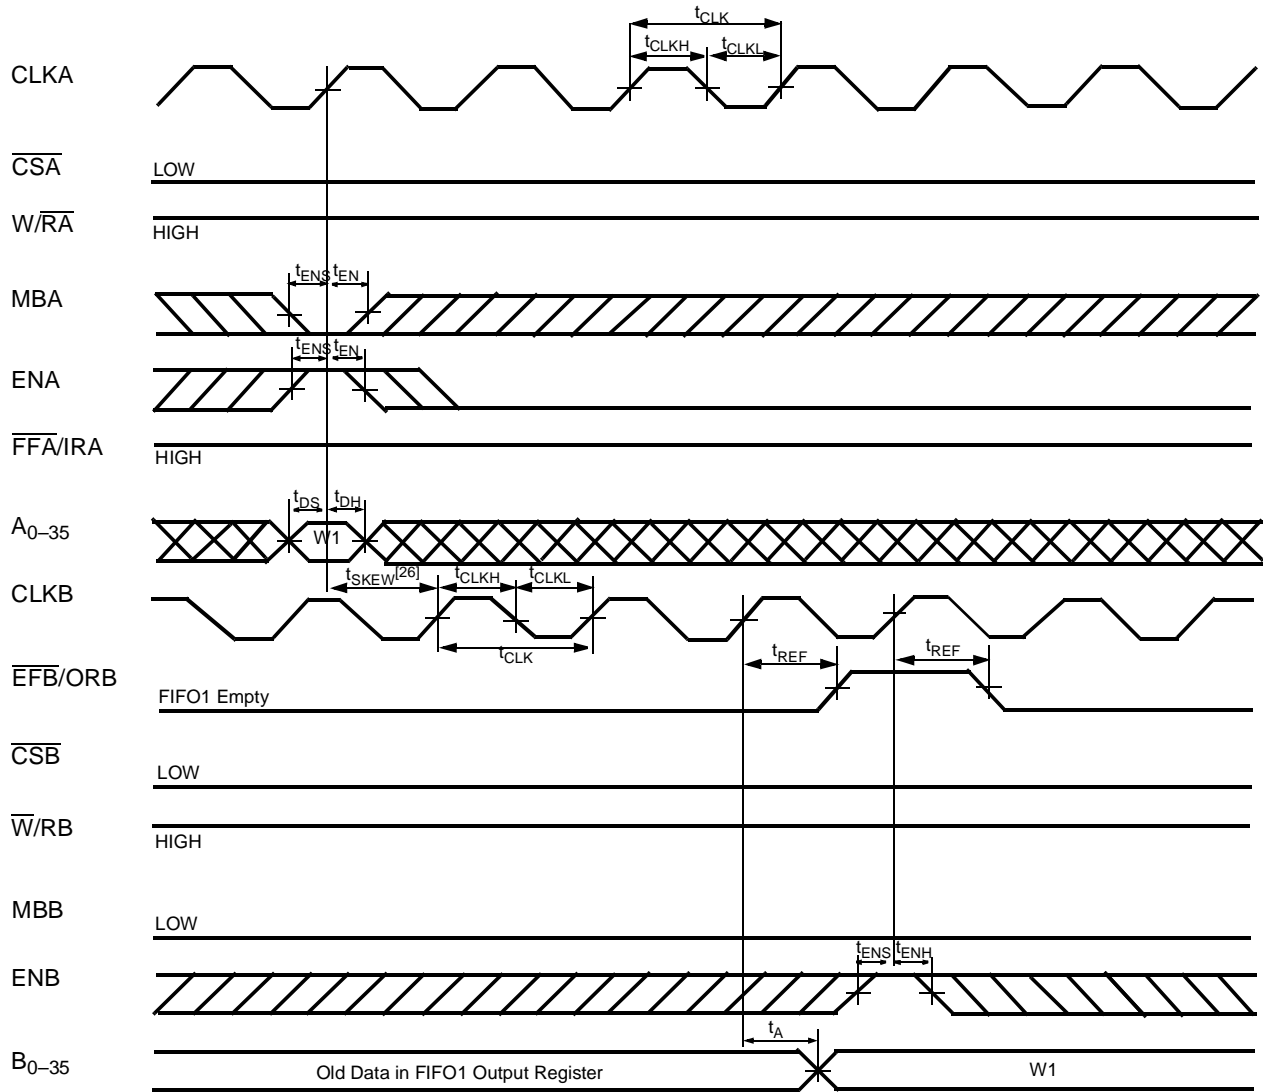 tCLK
tCLKH tCLKL
CLKA
CSA LOW
W/RA HIGH
tENS tEN
MBA
tENS tEN
ENA
FFA/IRA HIGH
tDS tDH
A0–35 W1
tSKEW[26] tCLKH tCLKL
CLKB
tCLK
tREF tREF
EFB/ORB FIFO1 Empty
CSB LOW
W/RB HIGH
MBB LOW
tENS tENH
ENB
tA
B0–35 Old Data in FIFO1 Output Register W1